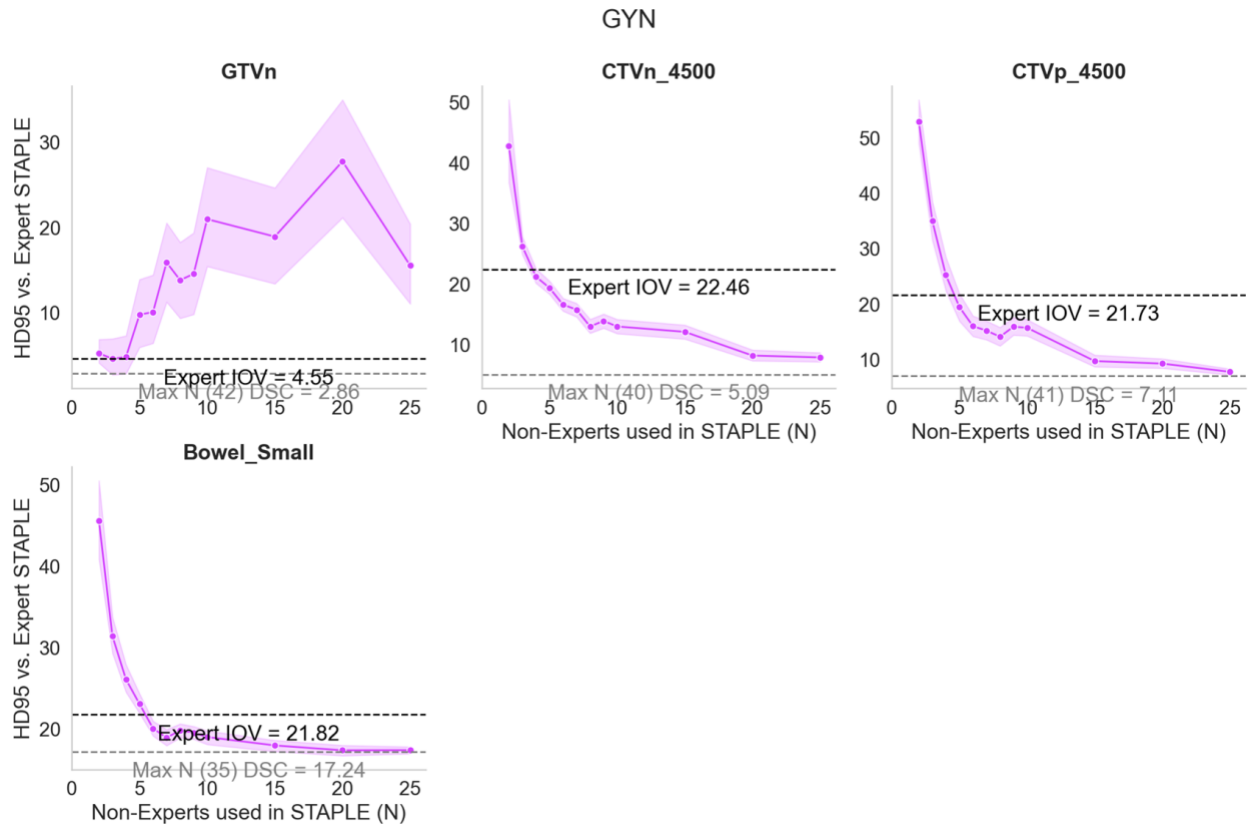 GYN
GTVn
CTVn_4500
CTVp_4500
HD95 vs. Expert STAPLE
30
20
10
Expert IOV = 4.55
Max N (42) DSC = 2.86
0 5 10 15 20 25
50
40
30
20
10
Expert IOV = 22.46
Max N (40) DSC = 5.09
0 5 10 15 20 25
Non-Experts used in STAPLE (N)
50
40
30
20
10
Expert IOV = 21.73
Max N (41) DSC = 7.11
0 5 10 15 20 25
Non-Experts used in STAPLE (N)
Bowel_Small
HD95 vs. Expert STAPLE
50
40
30
20
Expert IOV = 21.82
Max N (35) DSC = 17.24
0 5 10 15 20 25
Non-Experts used in STAPLE (N)